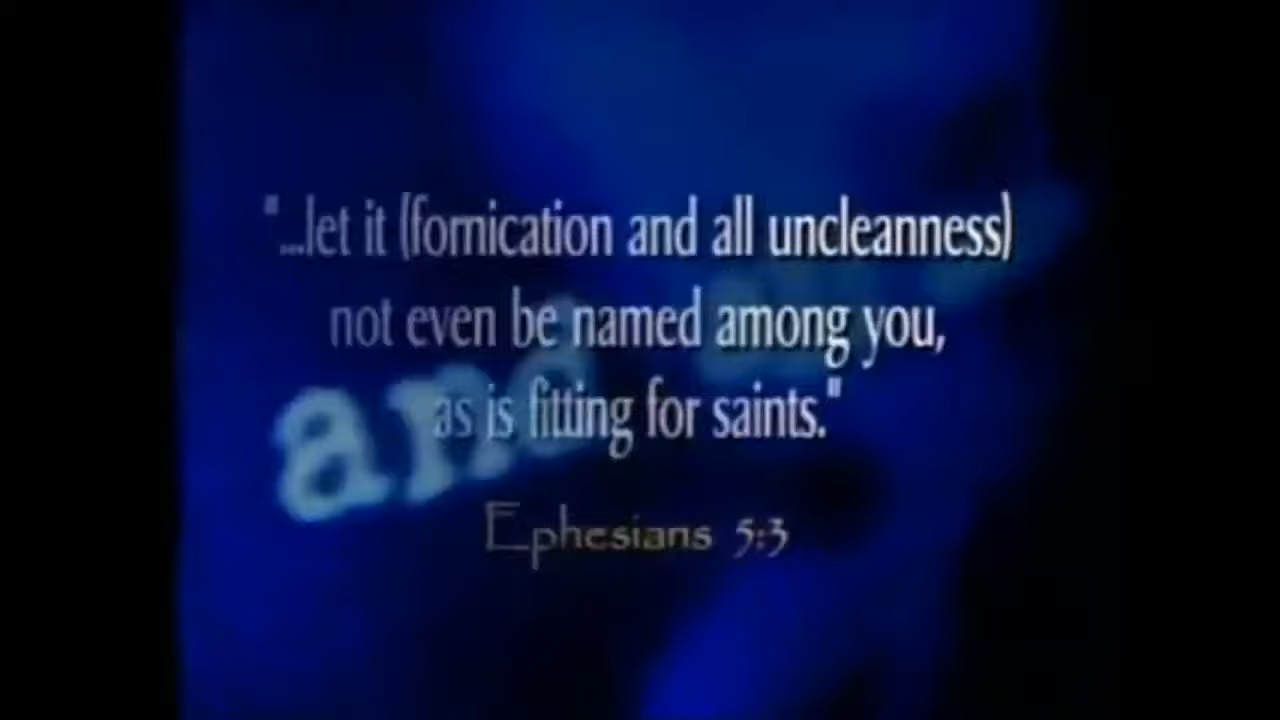 "...let it (fornication and all uncleanness)
not even be named among you,
as is fitting for saints."
Ephesians 5:3
and